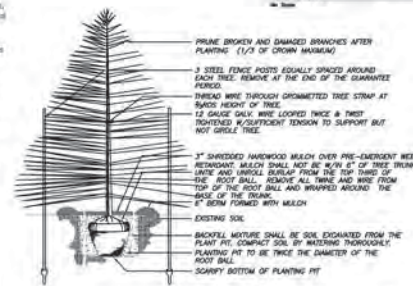 No Scale
PRUNE BROKEN AND DAMAGED BRANCHES AFTER
PLANTING (1/3 OF CROWN MAXIMUM)
3 STEEL FENCE POSTS EQUALLY SPACED AROUND
EACH TREE. REMOVE AT THE END OF THE GUARANTEE
PERIOD.
THREAD WIRE THROUGH GROMMETTED TREE STRAP AT
HEIGHT OF TREE.
12 GAUGE GALV. WIRE LOOPED TWICE & TWIST
TIGHTENED W/SUFFICIENT TENSION TO SUPPORT BUT
NOT GIRDLE TREE.
3" SHREDDED HARDWOOD MULCH OVER PRE-EMERGENT WEED
RETARDANT. MULCH SHALL NOT BE W/IN 6" OF TREE TRUNK
UNTIE AND UNROLL BURLAP FROM THE TOP THIRD OF
THE ROOT BALL. REMOVE ALL TWINE AND WIRE FROM
TOP OF THE ROOT BALL AND WRAPPED AROUND THE
BASE OF THE TRUNK.
6" BERM FORMED WITH MULCH
EXISTING SOIL
BACKFILL MIXTURE SHALL BE SOIL EXCAVATED FROM THE
PLANT PIT, COMPACT SOIL BY WATERING THOROUGHLY.
PLANTING PIT TO BE TWICE THE DIAMETER OF THE
ROOT BALL
SCARIFY BOTTOM OF PLANTING PIT